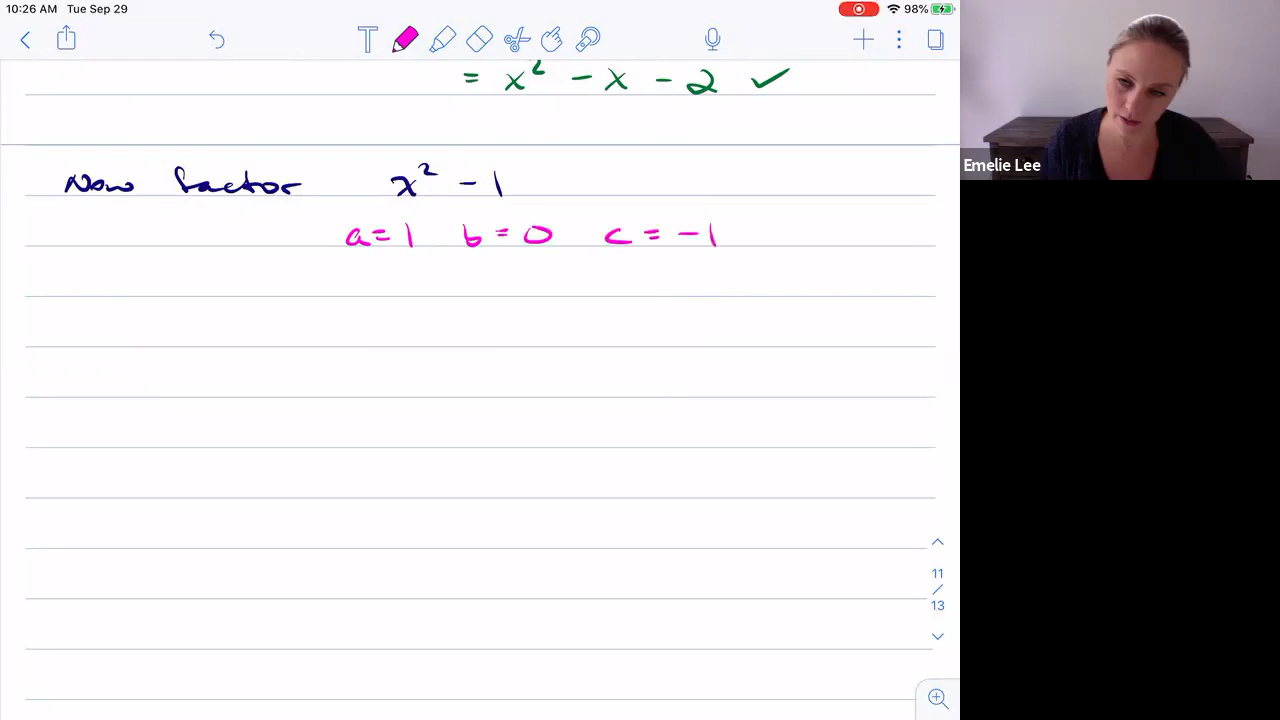 10:26 AM Tue Sep 29 98%
= x² - x - 2 ✓
Now factor x² - 1
a = 1 b = 0 c = -1
Emelie Lee
11
/
13